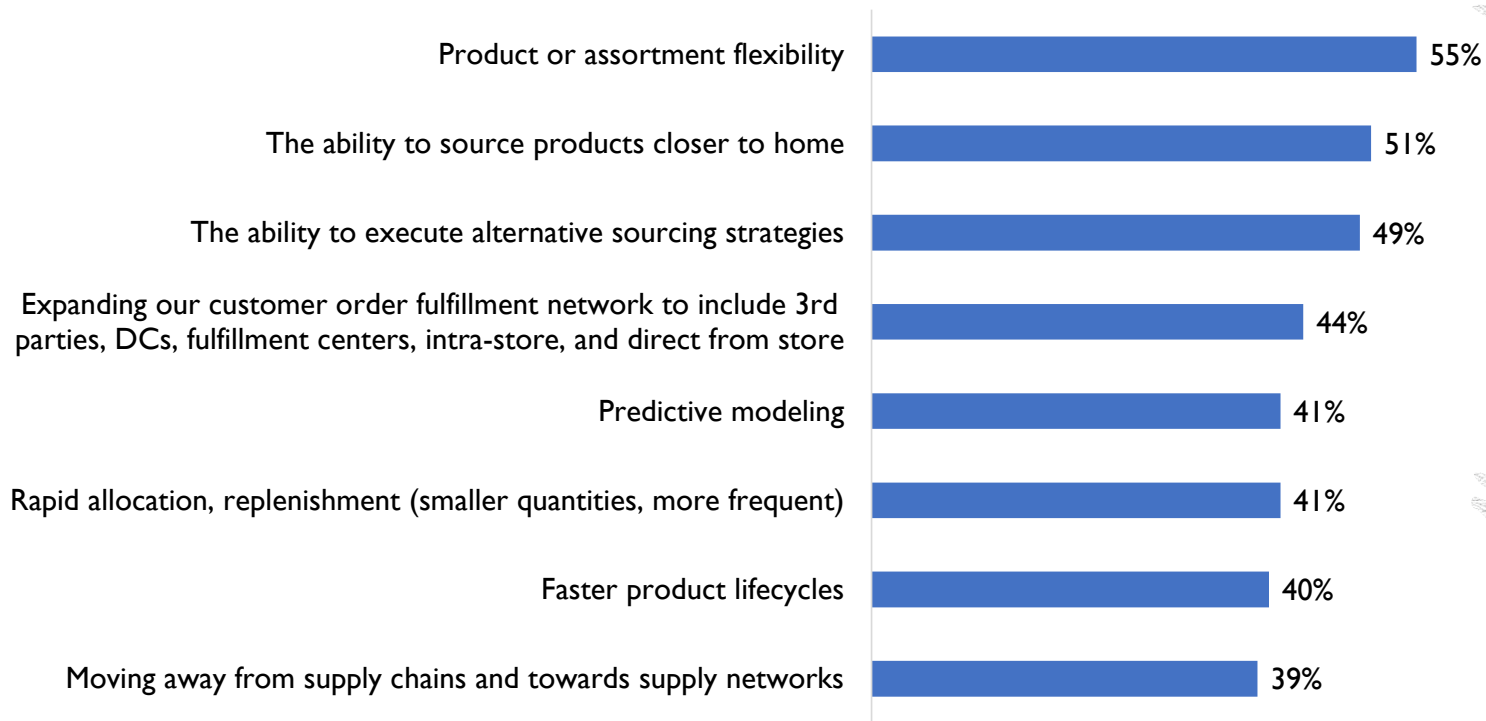 Product or assortment flexibility
55%
The ability to source products closer to home
51%
The ability to execute alternative sourcing strategies
49%
Expanding our customer order fulfillment network to include 3rd
parties, DCs, fulfillment centers, intra-store, and direct from store
44%
Predictive modeling
41%
Rapid allocation, replenishment (smaller quantities, more frequent)
41%
Faster product lifecycles
40%
Moving away from supply chains and towards supply networks
39%